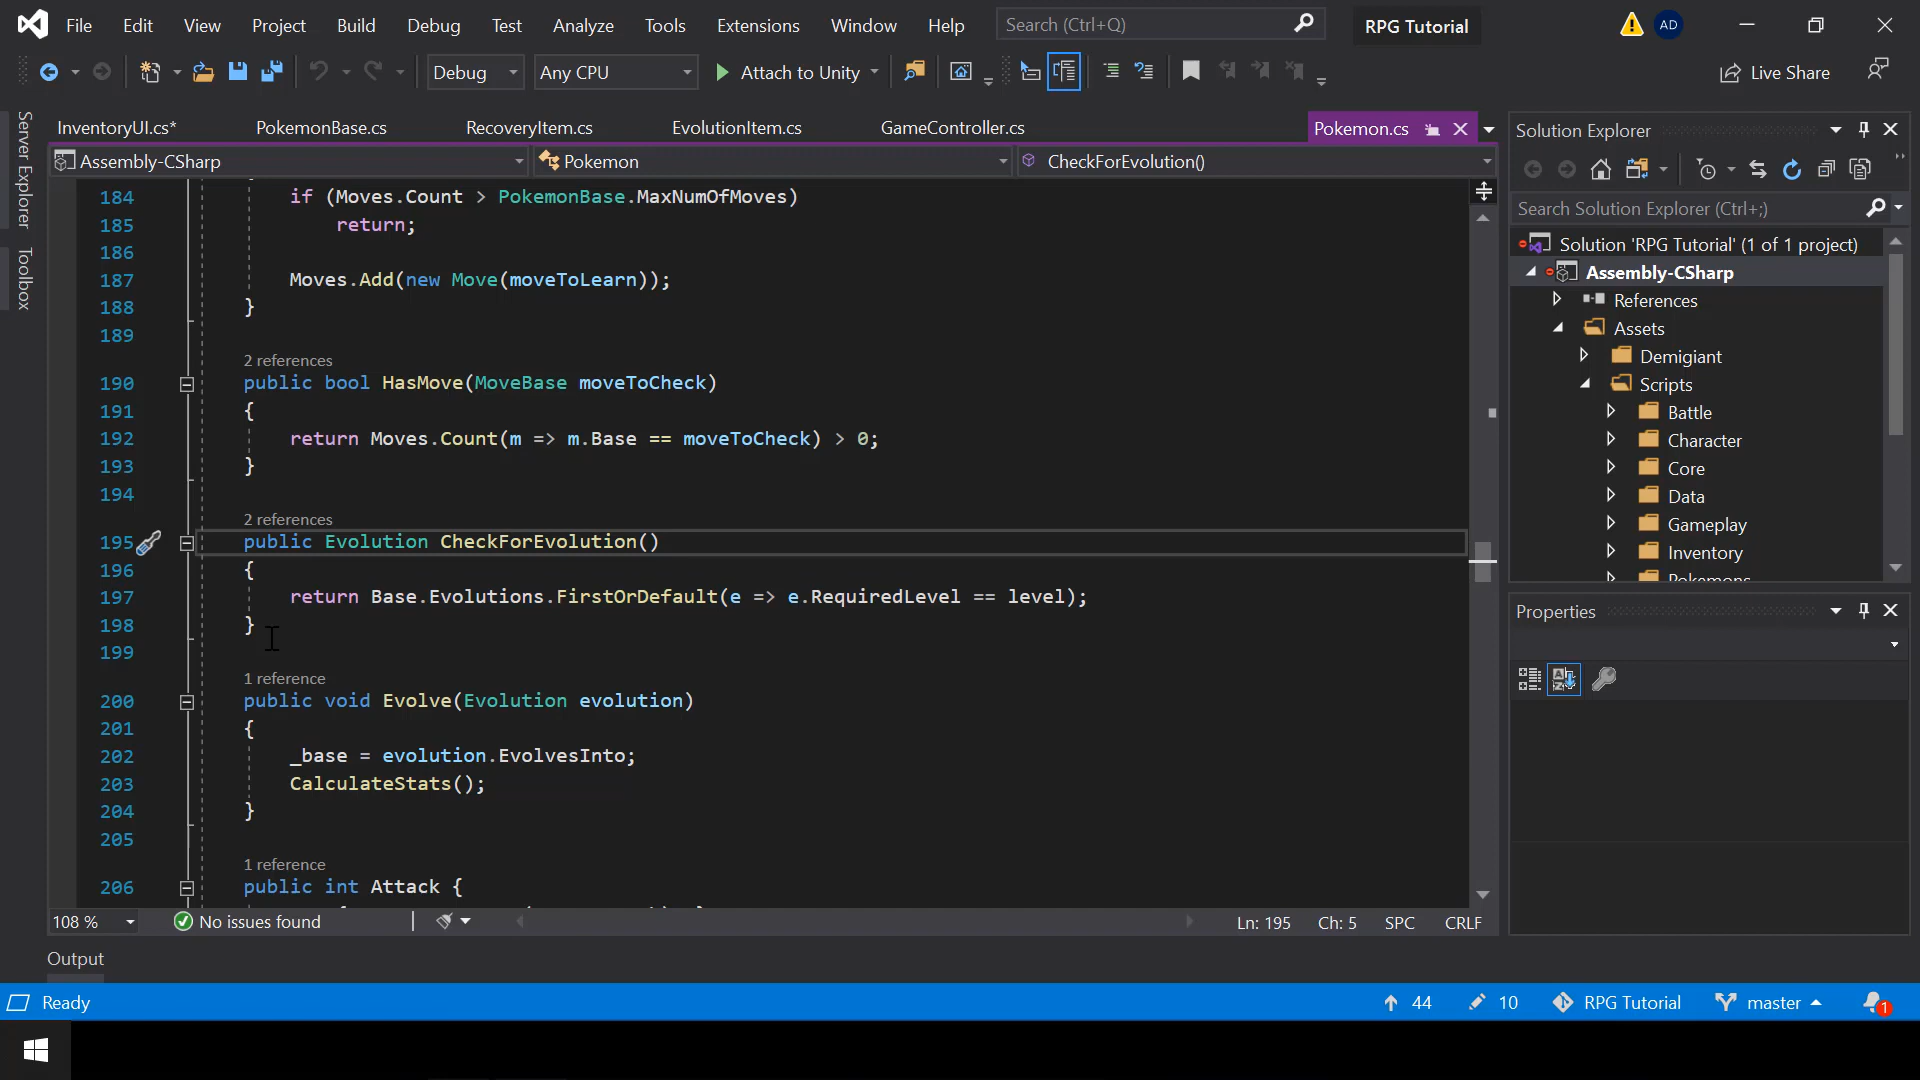 File Edit View Project Build Debug Test Analyze Tools Extensions Window Help Search (Ctrl+Q) RPG Tutorial AD
Debug Any CPU Attach to Unity Live Share
Server Explorer
Toolbox
InventoryUI.cs* PokemonBase.cs RecoveryItem.cs EvolutionItem.cs GameController.cs Pokemon.cs
Assembly-CSharp Pokemon CheckForEvolution()
184 if (Moves.Count > PokemonBase.MaxNumOfMoves)
185 return;
186
187 Moves.Add(new Move(moveToLearn));
188 }
189
2 references
190 public bool HasMove(MoveBase moveToCheck)
191 {
192 return Moves.Count(m => m.Base == moveToCheck) > 0;
193 }
194
2 references
195 public Evolution CheckForEvolution()
196 {
197 return Base.Evolutions.FirstOrDefault(e => e.RequiredLevel == level);
198 }
199
1 reference
200 public void Evolve(Evolution evolution)
201 {
202 _base = evolution.EvolvesInto;
203 CalculateStats();
204 }
205
1 reference
206 public int Attack {
108 % No issues found Ln: 195 Ch: 5 SPC CRLF
Solution Explorer
Search Solution Explorer (Ctrl+;)
Solution 'RPG Tutorial' (1 of 1 project)
Assembly-CSharp
References
Assets
Demigiant
Scripts
Battle
Character
Core
Data
Gameplay
Inventory
Pokemons
Properties
Output
Ready 44 10 RPG Tutorial master 1